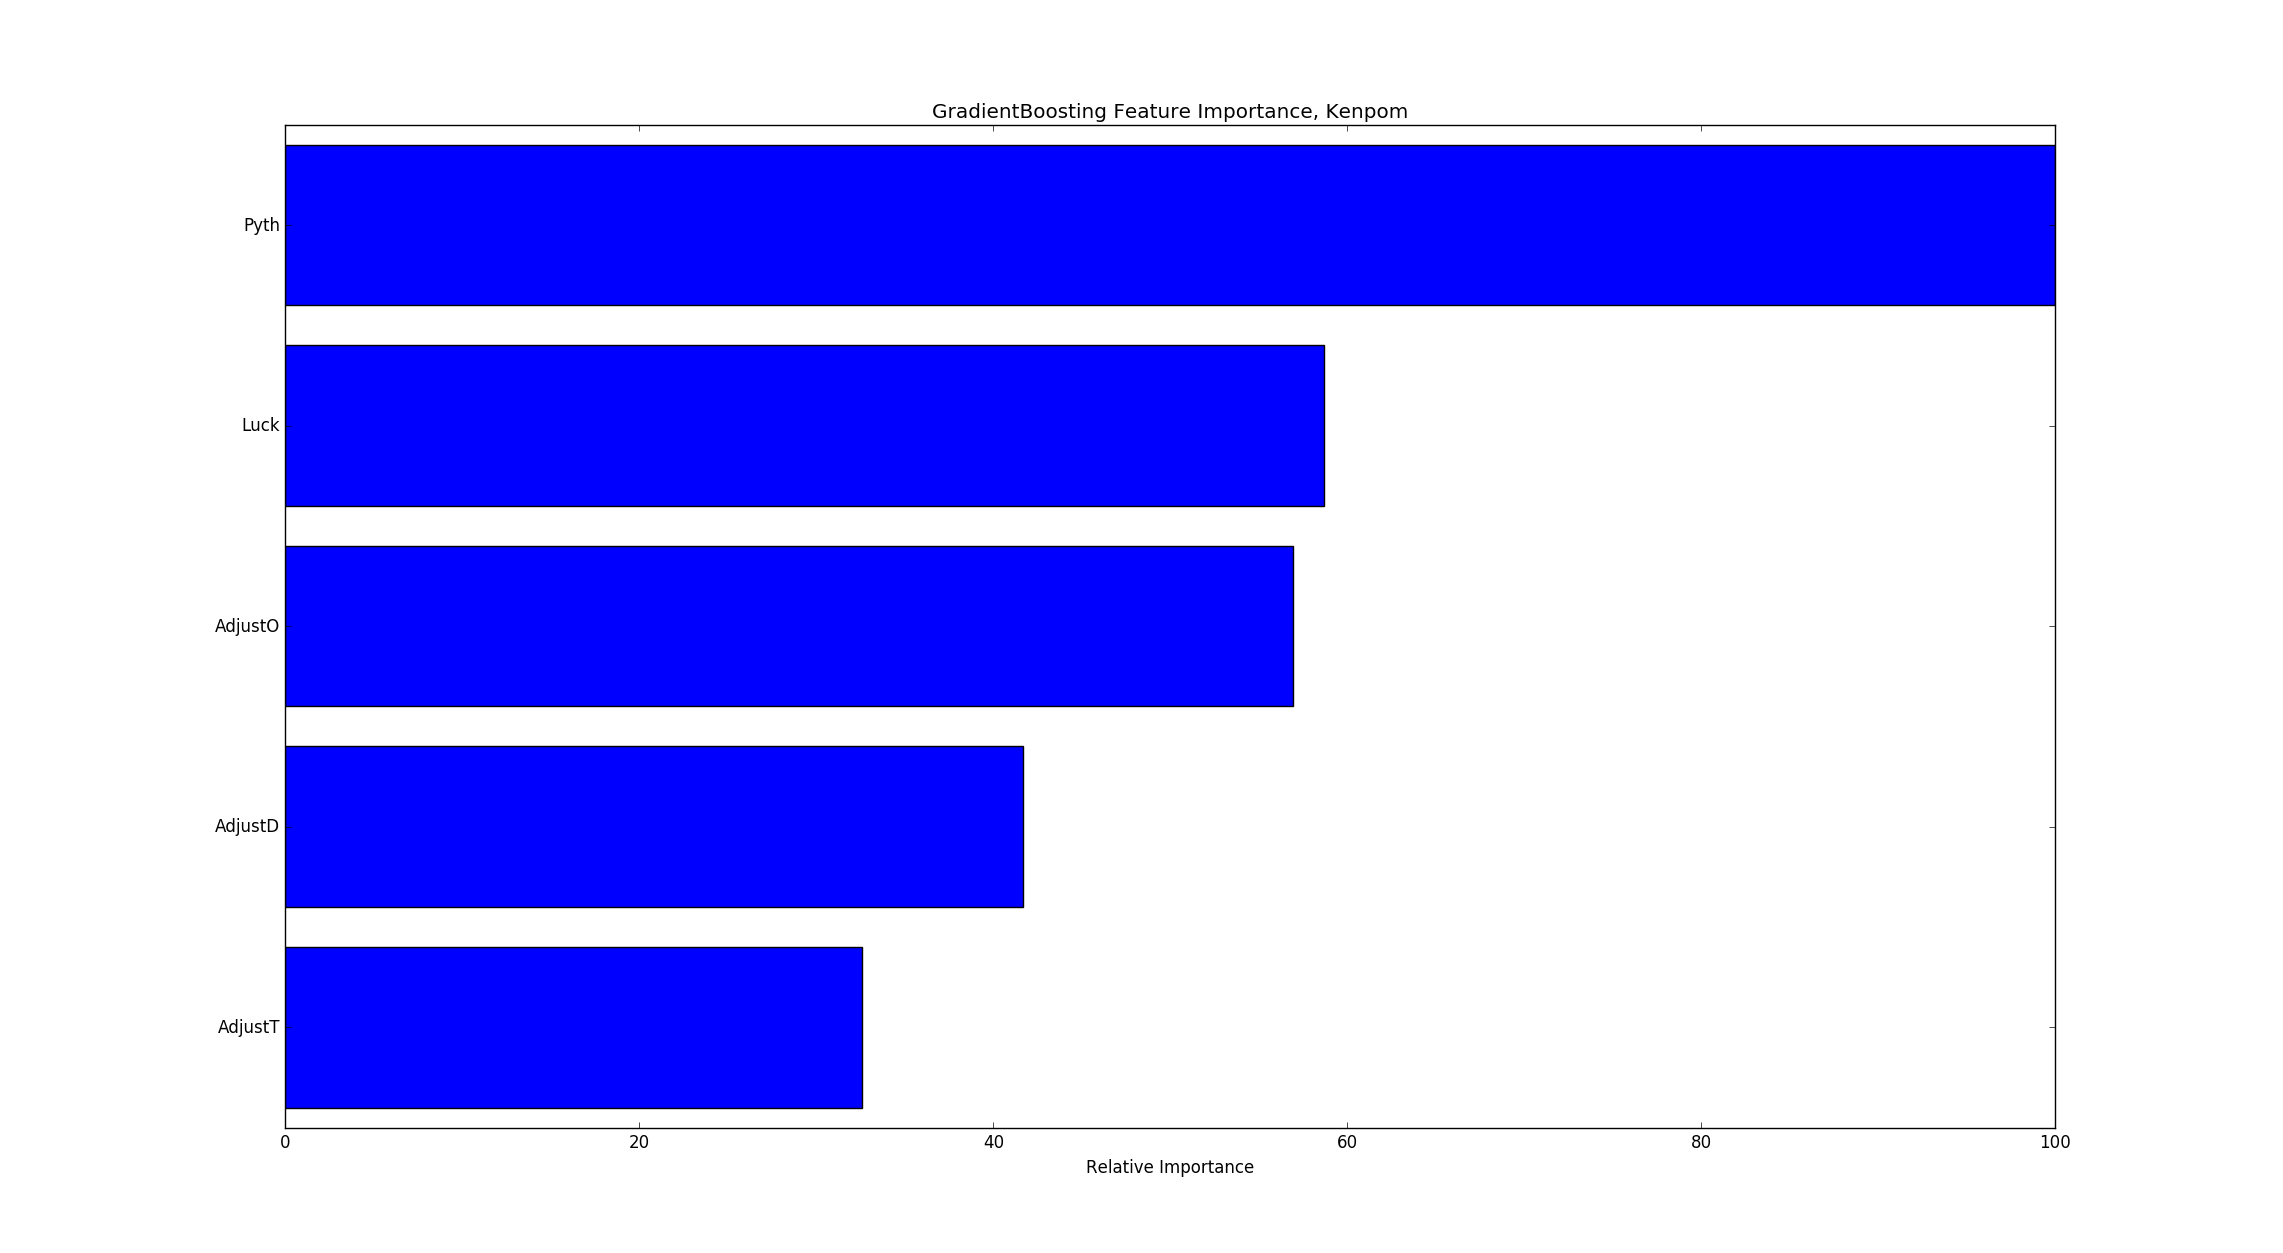 GradientBoosting Feature Importance, Kenpom
Pyth
Luck
AdjustO
AdjustD
AdjustT
0 20 40 60 80 100
Relative Importance